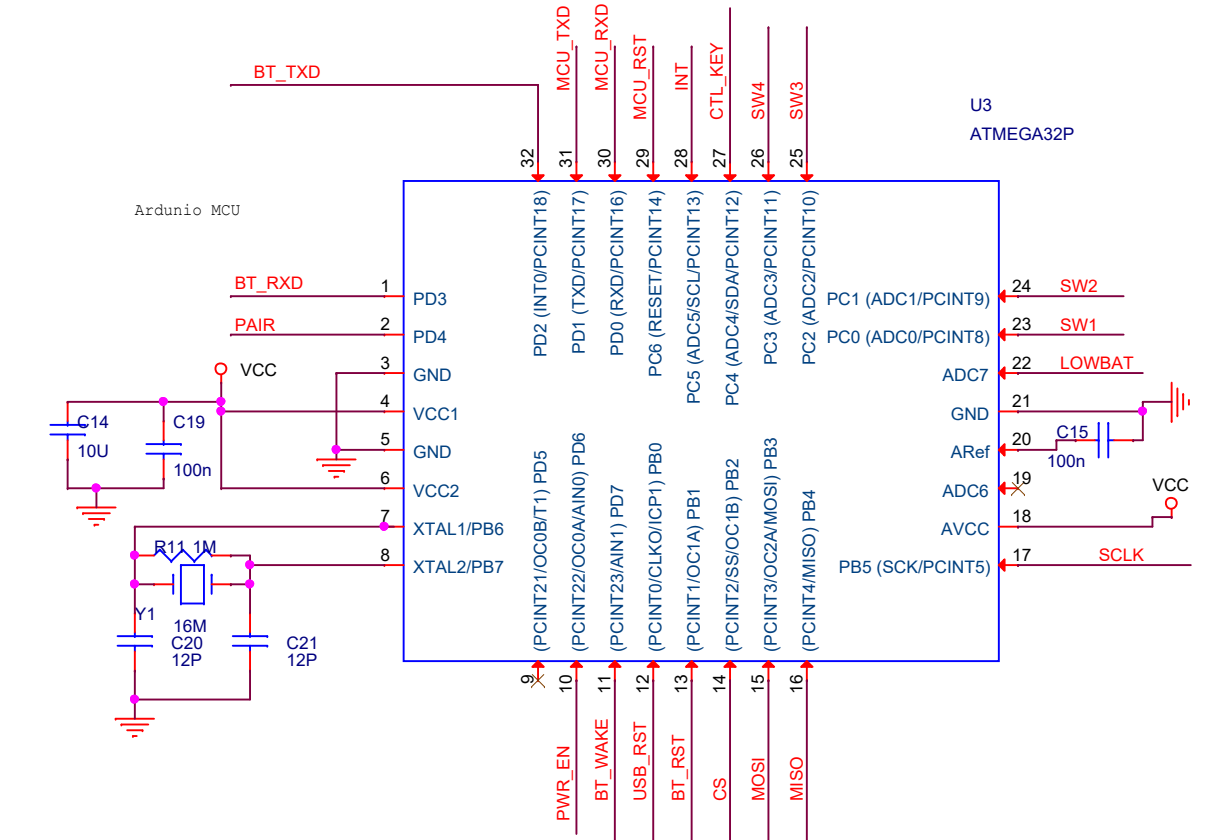 MCU_TXD
MCU_RXD
MCU_RST
INT
CTL_KEY
SW4
SW3
BT_TXD
U3
ATMEGA32P
32
31
30
29
28
27
26
25
Ardunio MCU
PD2 (INT0/PCINT18)
PD1 (TXD/PCINT17)
PD0 (RXD/PCINT16)
PC6 (RESET/PCINT14)
PC5 (ADC5/SCL/PCINT13)
PC4 (ADC4/SDA/PCINT12)
PC3 (ADC3/PCINT11)
PC2 (ADC2/PCINT10)
BT_RXD 1 PD3
PAIR 2 PD4
VCC 3 GND
4 VCC1
C14
10U
C19
100n
5 GND
6 VCC2
7 XTAL1/PB6
8 XTAL2/PB7
R11 1M
Y1
16M
C20
12P
C21
12P
PC1 (ADC1/PCINT9) 24 SW2
PC0 (ADC0/PCINT8) 23 SW1
ADC7 22 LOWBAT
GND 21
ARef 20 C15
100n
ADC6 19
VCC
AVCC 18
PB5 (SCK/PCINT5) 17 SCLK
(PCINT21/OC0B/T1) PD5
(PCINT22/OC0A/AIN0) PD6
(PCINT23/AIN1) PD7
(PCINT0/CLKO/ICP1) PB0
(PCINT1/OC1A) PB1
(PCINT2/SS/OC1B) PB2
(PCINT3/OC2A/MOSI) PB3
(PCINT4/MISO) PB4
9
10
11
12
13
14
15
16
PWR_EN
BT_WAKE
USB_RST
BT_RST
CS
MOSI
MISO